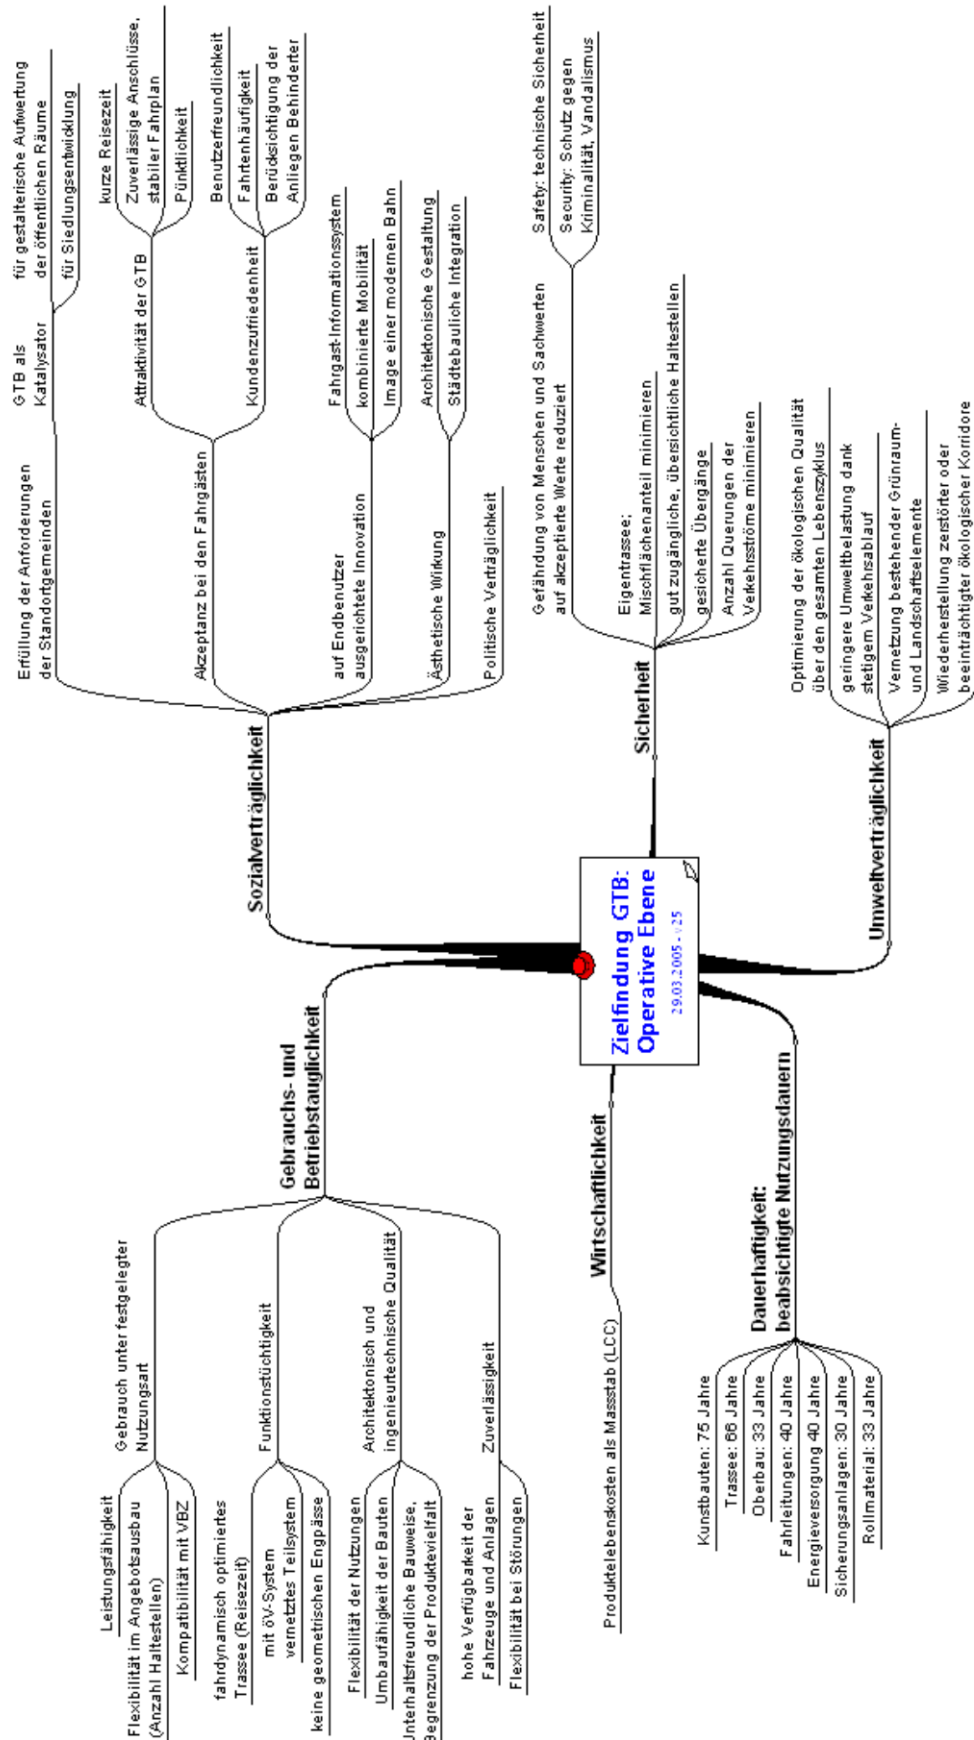 Zielfindung GTB:
Operative Ebene
29.03.2005 - v25
Gebrauchs- und
Betriebstauglichkeit
Gebrauch unter festgelegter
Nutzungsart
Leistungsfähigkeit
Flexibilität im Angebotsausbau
(Anzahl Haltestellen)
Kompatibilität mit VBZ
Funktionstüchtigkeit
fahrdynamisch optimiertes
Trassee (Reisezeit)
mit öV-System
vernetztes Teilsystem
keine geometrischen Engpässe
Architektonisch und
ingenieurtechnische Qualität
Flexibilität der Nutzungen
Umbaufähigkeit der Bauten
Unterhaltsfreundliche Bauweise,
Begrenzung der Produktevielfalt
Zuverlässigkeit
hohe Verfügbarkeit der
Fahrzeuge und Anlagen
Flexibilität bei Störungen
Wirtschaftlichkeit
Produktelebenskosten als Massstab (LCC)
Dauerhaftigkeit:
beabsichtigte Nutzungsdauern
Kunstbauten: 75 Jahre
Trassee: 66 Jahre
Oberbau: 33 Jahre
Fahrleitungen: 40 Jahre
Energieversorgung 40 Jahre
Sicherungsanlagen: 30 Jahre
Rollmaterial: 33 Jahre
Sozialverträglichkeit
Erfüllung der Anforderungen
der Standortgemeinden
GTB als
Katalysator
für gestalterische Aufwertung
der öffentlichen Räume
für Siedlungsentwicklung
Akzeptanz bei den Fahrgästen
Attraktivität der GTB
kurze Reisezeit
Zuverlässige Anschlüsse,
stabiler Fahrplan
Pünktlichkeit
Kundenzufriedenheit
Benutzerfreundlichkeit
Fahrtenhäufigkeit
Berücksichtigung der
Anliegen Behinderter
auf Endbenutzer
ausgerichtete Innovation
Fahrgast-Informationssystem
kombinierte Mobilität
Image einer modernen Bahn
Ästhetische Wirkung
Architektonische Gestaltung
Städtebauliche Integration
Politische Verträglichkeit
Sicherheit
Gefährdung von Menschen und Sachwerten
auf akzeptierte Werte reduziert
Safety: technische Sicherheit
Security: Schutz gegen
Kriminalität, Vandalismus
Eigentrassee;
Mischflächenanteil minimieren
gut zugängliche, übersichtliche Haltestellen
gesicherte Übergänge
Anzahl Querungen der
Verkehrsströme minimieren
Umweltverträglichkeit
Optimierung der ökologischen Qualität
über den gesamten Lebenszyklus
geringere Umweltbelastung dank
stetigem Verkehrsablauf
Vernetzung bestehender Grünraum-
und Landschaftselemente
Wiederherstellung zerstörter oder
beeinträchtigter ökologischer Korridore